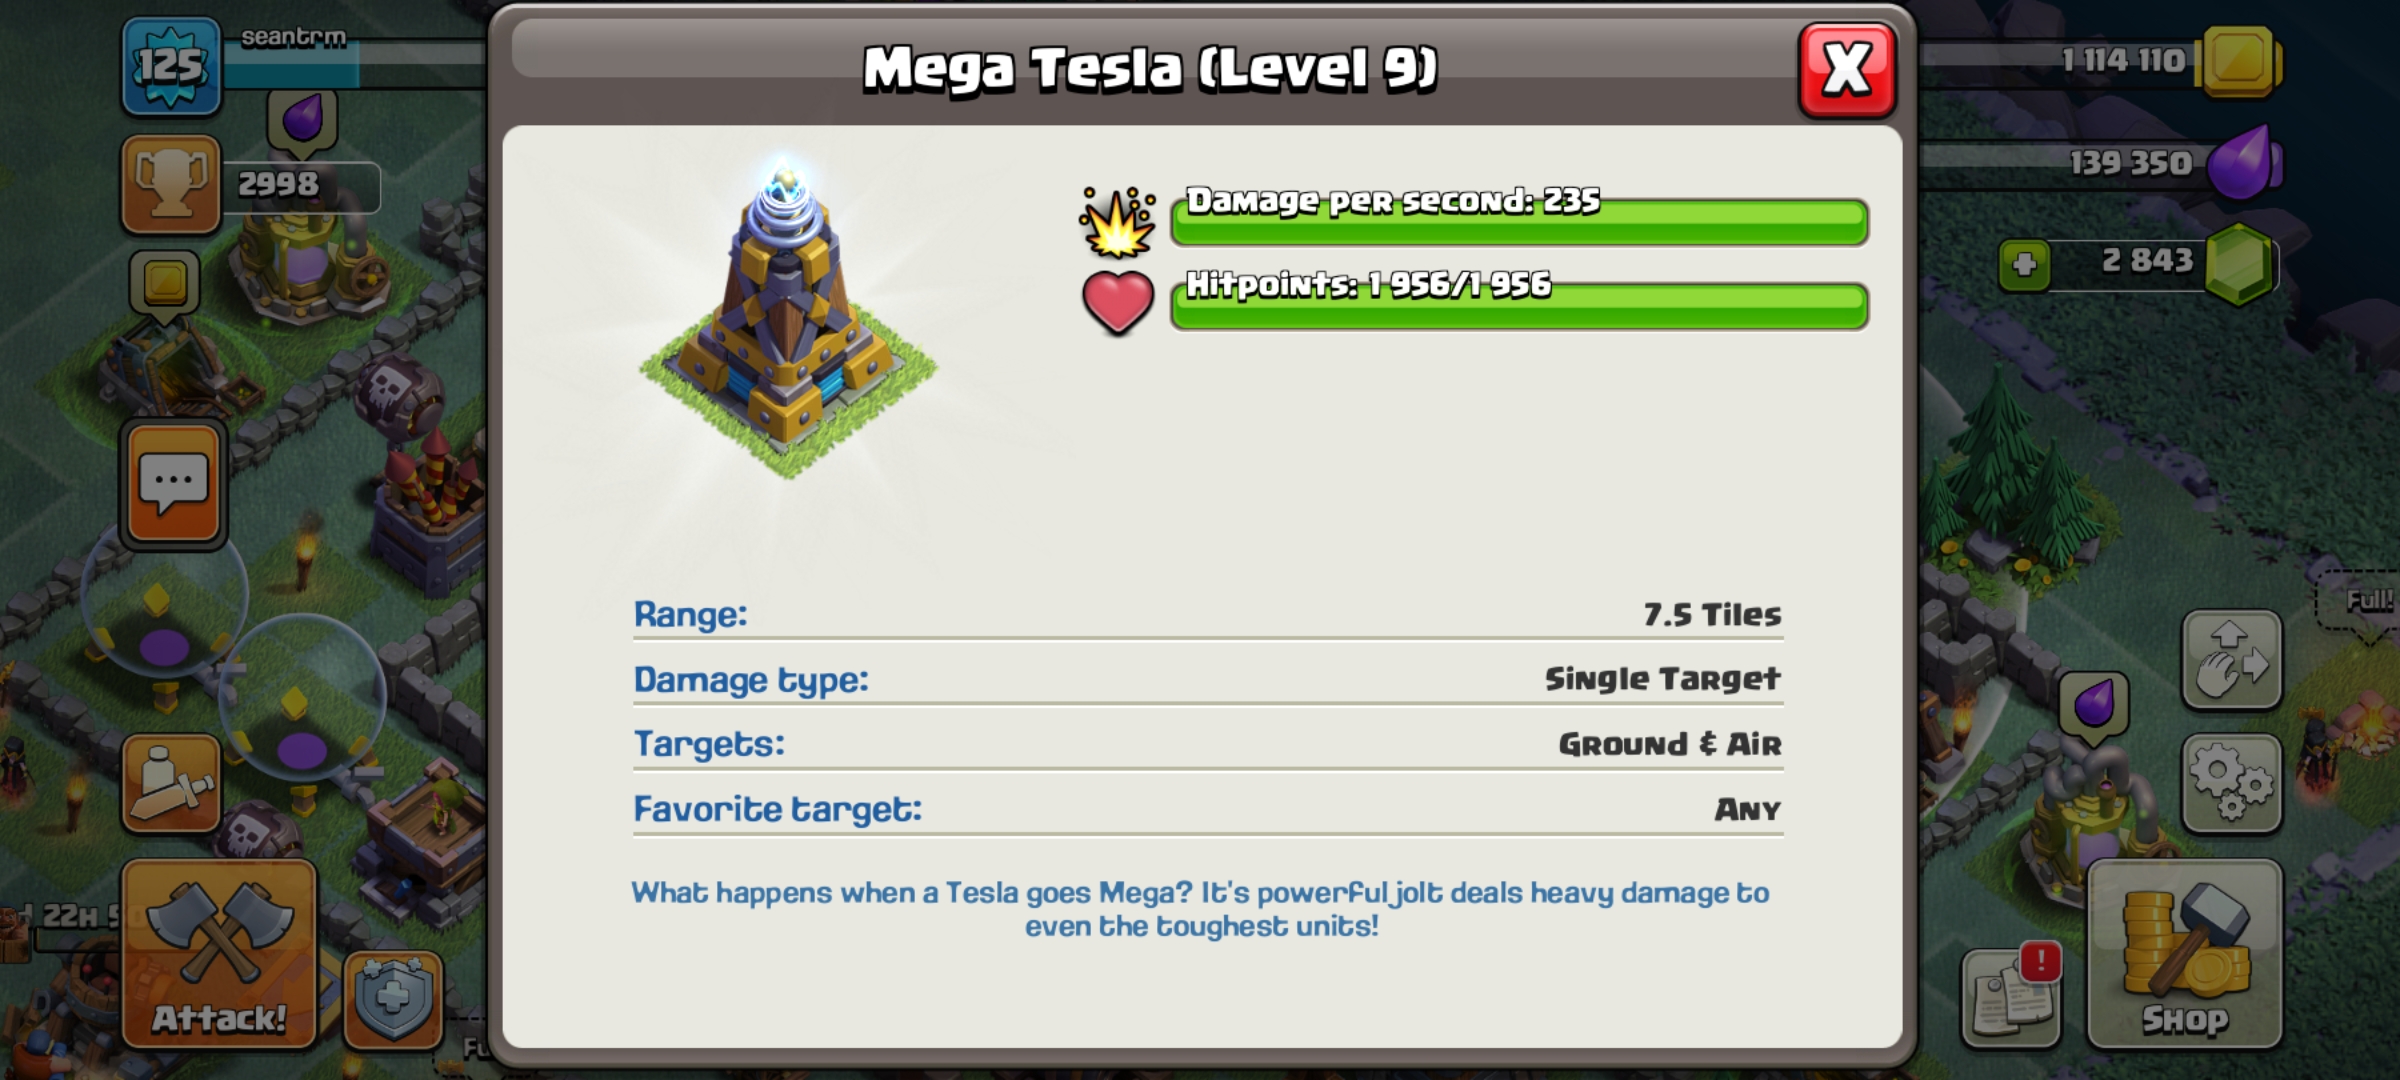 125
seantrm
2998
Mega Tesla (Level 9)
X
1 114 110
139 350
2 843
Damage per second: 235
Hitpoints: 1 956/1 956
Range: 7.5 Tiles
Damage type: Single Target
Targets: Ground & Air
Favorite target: Any
What happens when a Tesla goes Mega? It's powerful jolt deals heavy damage to
even the toughest units!
Full!
22H
Attack!
!
Shop